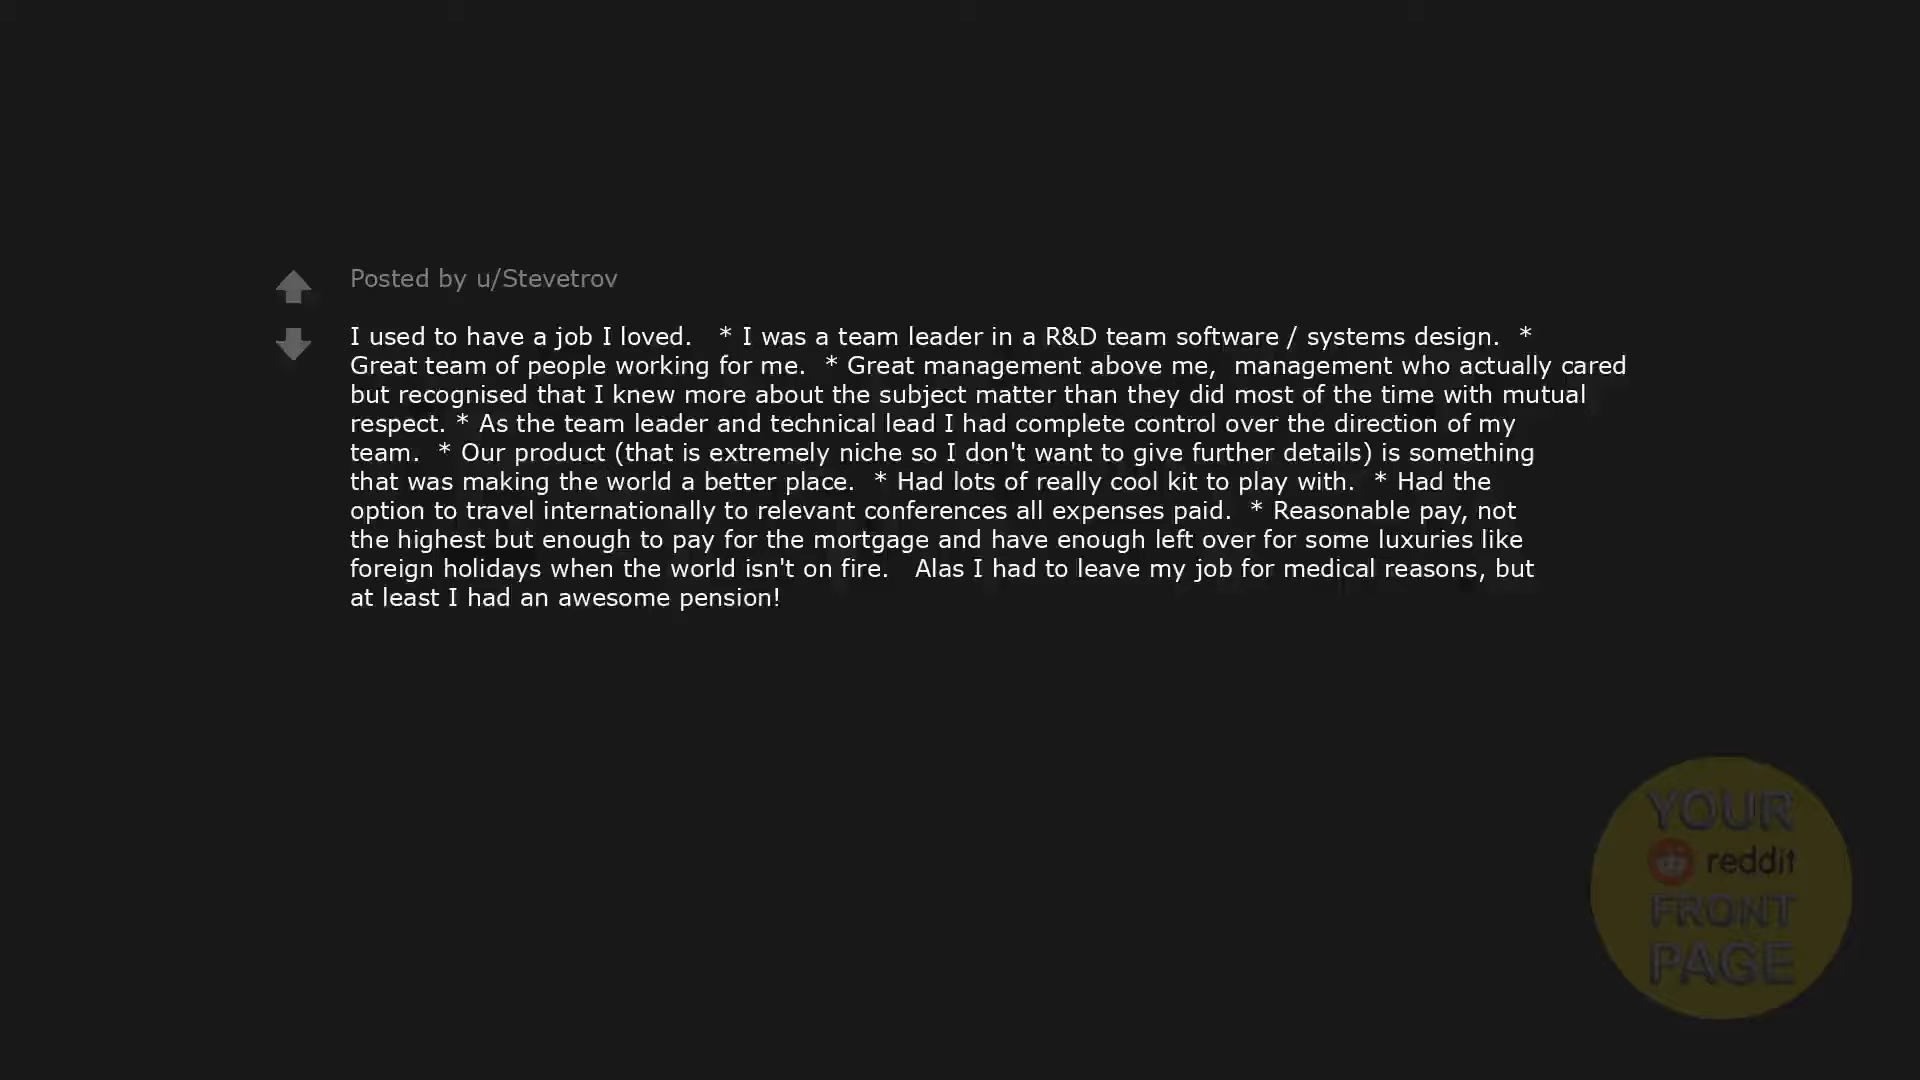 Posted by u/Stevetrov
I used to have a job I loved.   * I was a team leader in a R&D team software / systems design.  *
Great team of people working for me.  * Great management above me,  management who actually cared
but recognised that I knew more about the subject matter than they did most of the time with mutual
respect. * As the team leader and technical lead I had complete control over the direction of my
team.  * Our product (that is extremely niche so I don't want to give further details) is something
that was making the world a better place.  * Had lots of really cool kit to play with.  * Had the
option to travel internationally to relevant conferences all expenses paid.  * Reasonable pay, not
the highest but enough to pay for the mortgage and have enough left over for some luxuries like
foreign holidays when the world isn't on fire.   Alas I had to leave my job for medical reasons, but
at least I had an awesome pension!
YOUR
reddit
FRONT
PAGE